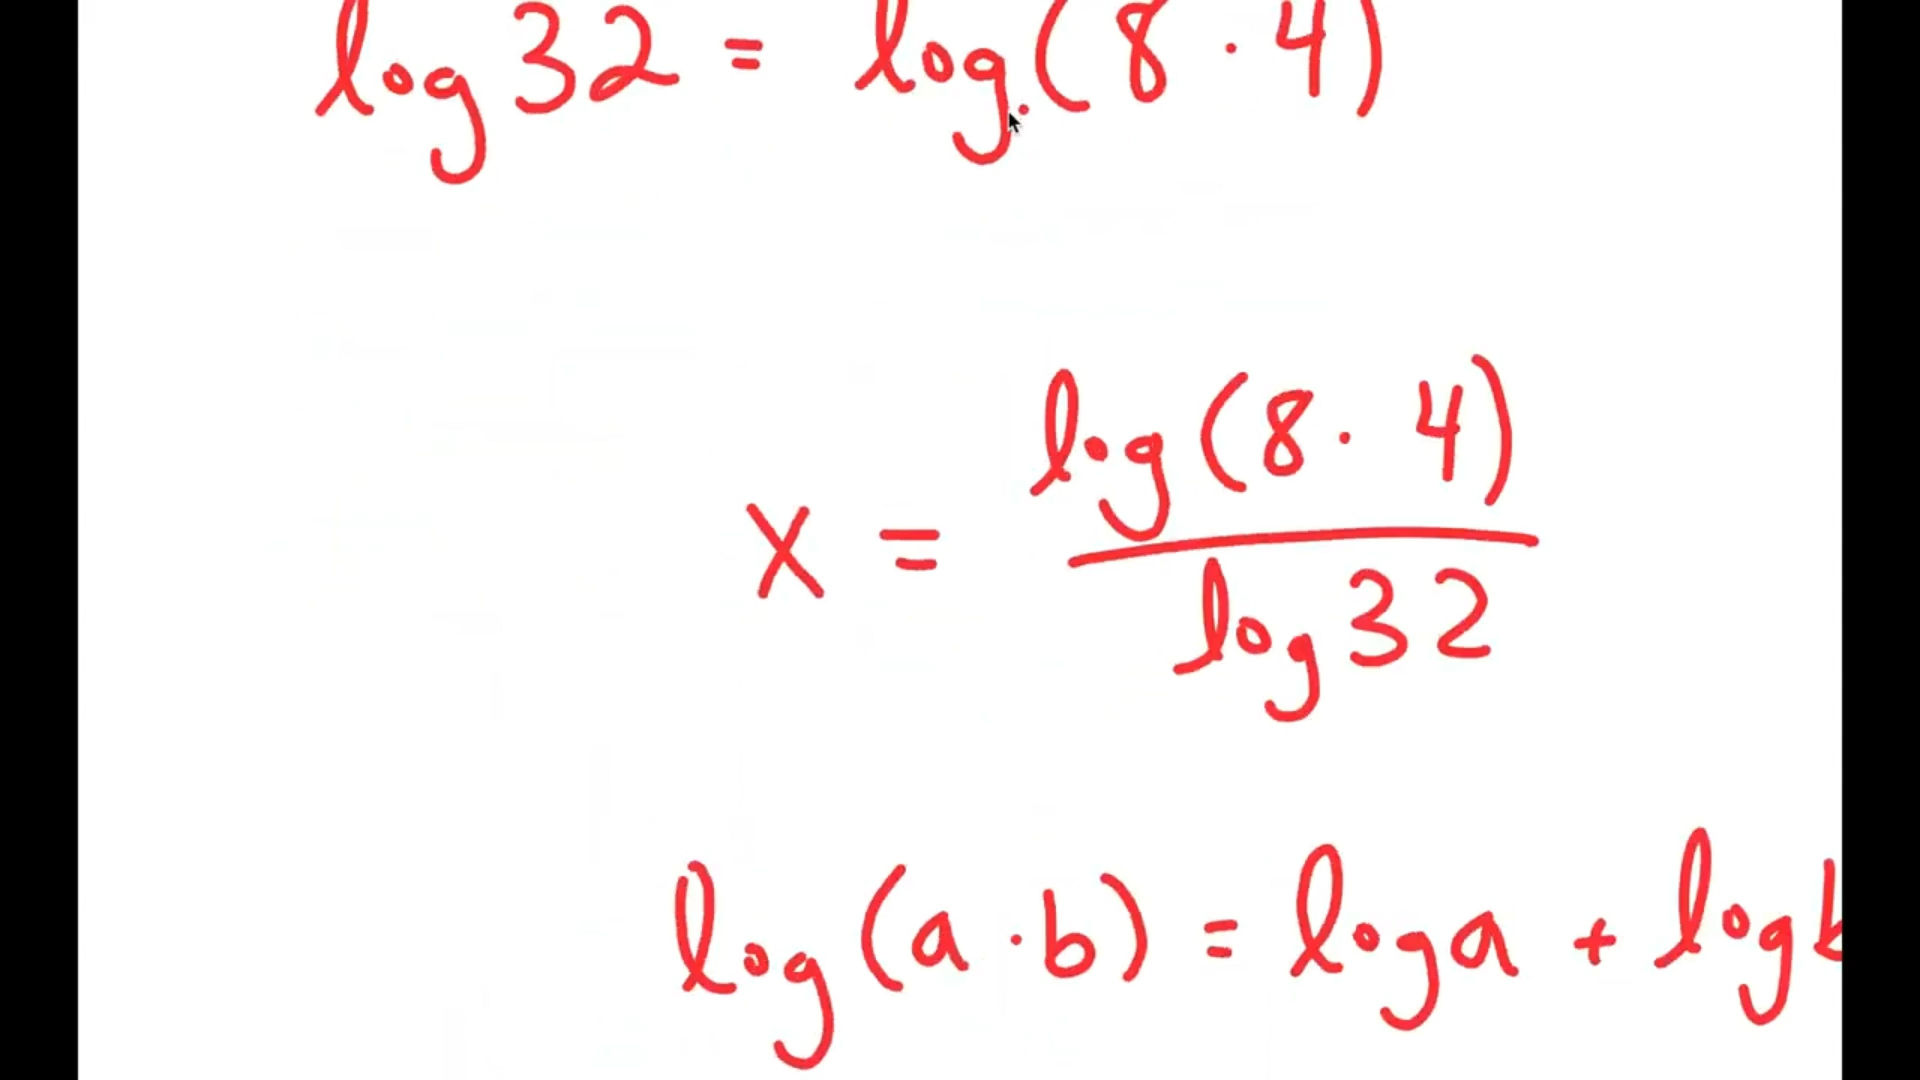 log 32 = log (8 · 4)
x = log (8 · 4) / log 32
log (a · b) = log a + log b